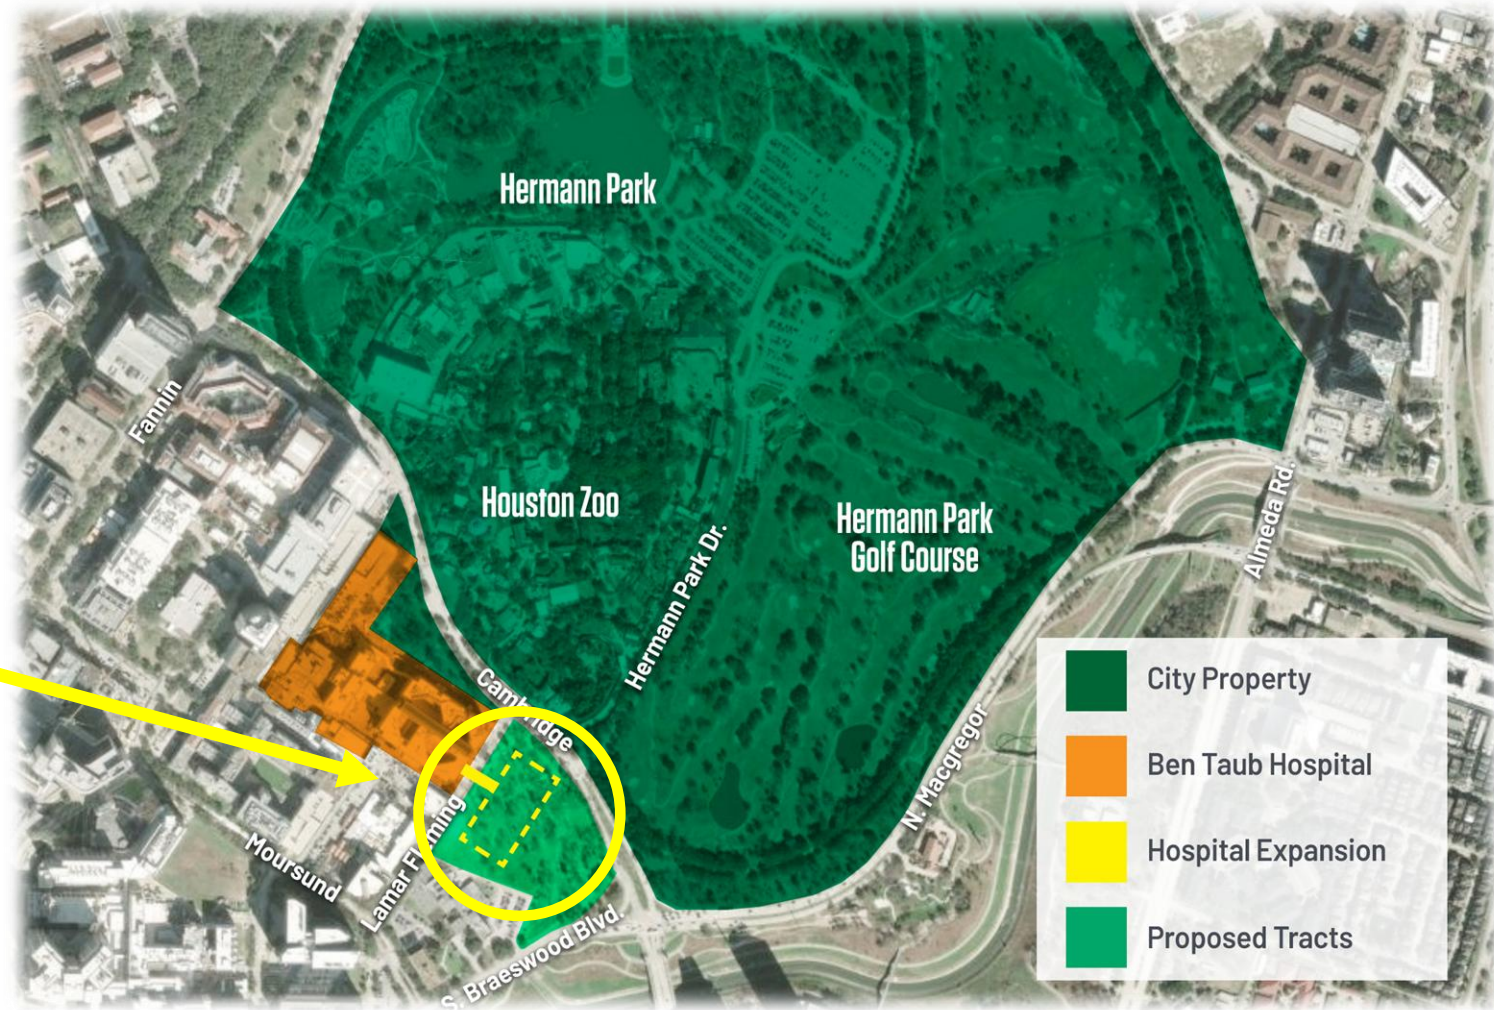 Hermann Park
Fannin
Houston Zoo
Hermann Park
Golf Course
Almeda Rd.
Hermann Park Dr.
Cambridge
N. Macgregor
Lamar Fleming
Moursund
S. Braeswood Blvd.
City Property
Ben Taub Hospital
Hospital Expansion
Proposed Tracts